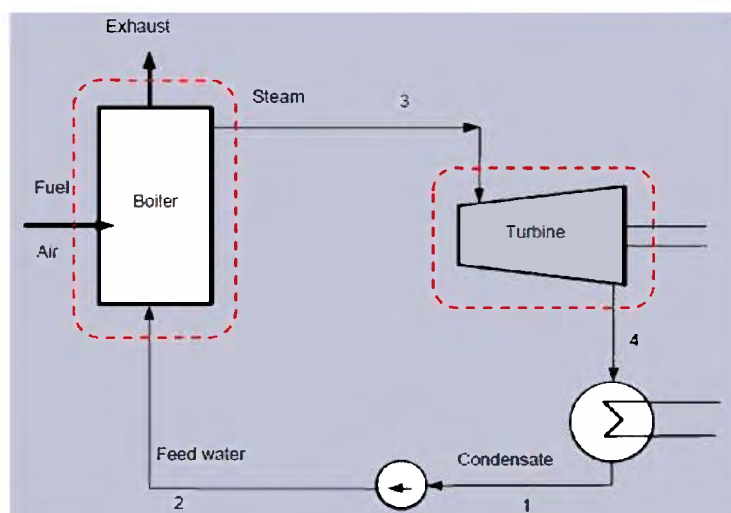 Exhaust
Steam
3
Fuel
Boiler
Air
Turbine
4
Feed water
Condensate
2
1